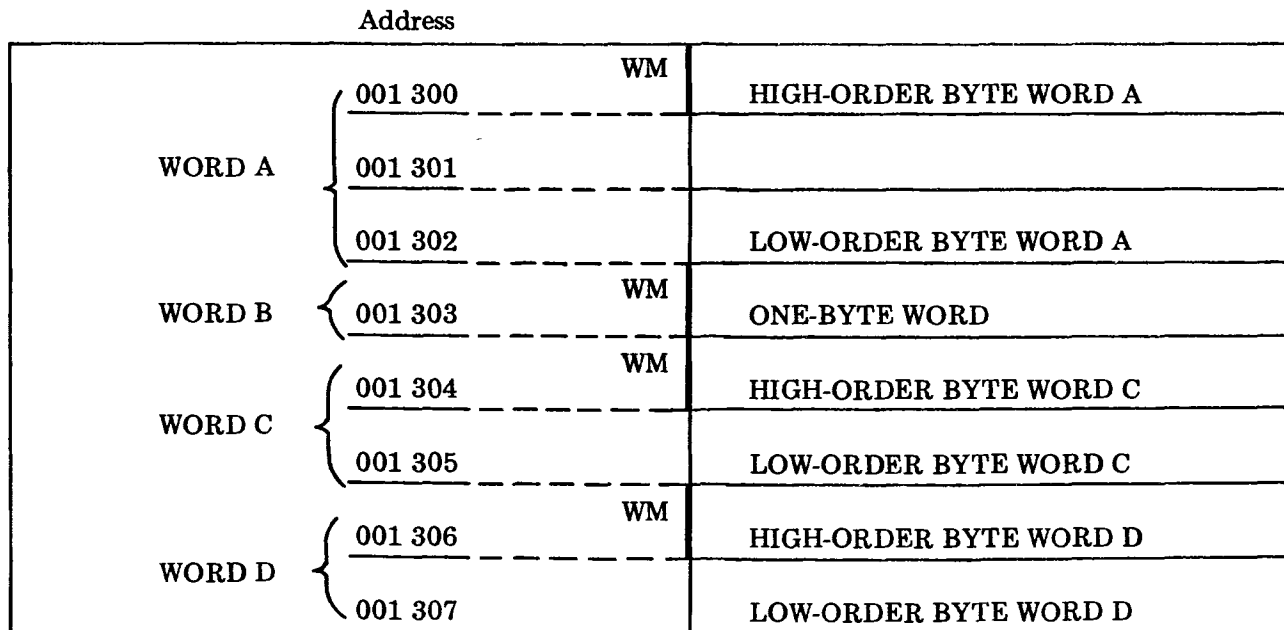 Address
WM
001 300 HIGH-ORDER BYTE WORD A
WORD A 001 301
001 302 LOW-ORDER BYTE WORD A
WM
WORD B 001 303 ONE-BYTE WORD
WM
001 304 HIGH-ORDER BYTE WORD C
WORD C
001 305 LOW-ORDER BYTE WORD C
WM
001 306 HIGH-ORDER BYTE WORD D
WORD D
001 307 LOW-ORDER BYTE WORD D